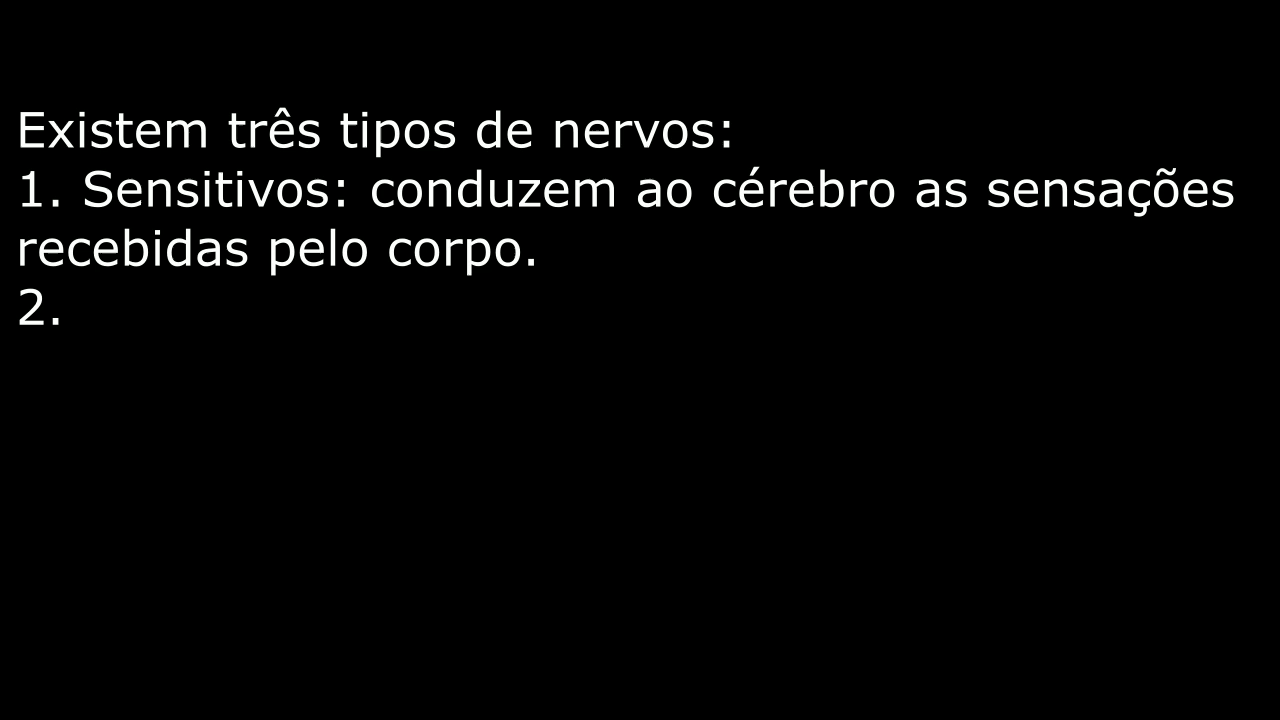 Existem três tipos de nervos:
1. Sensitivos: conduzem ao cérebro as sensações
recebidas pelo corpo.
2.